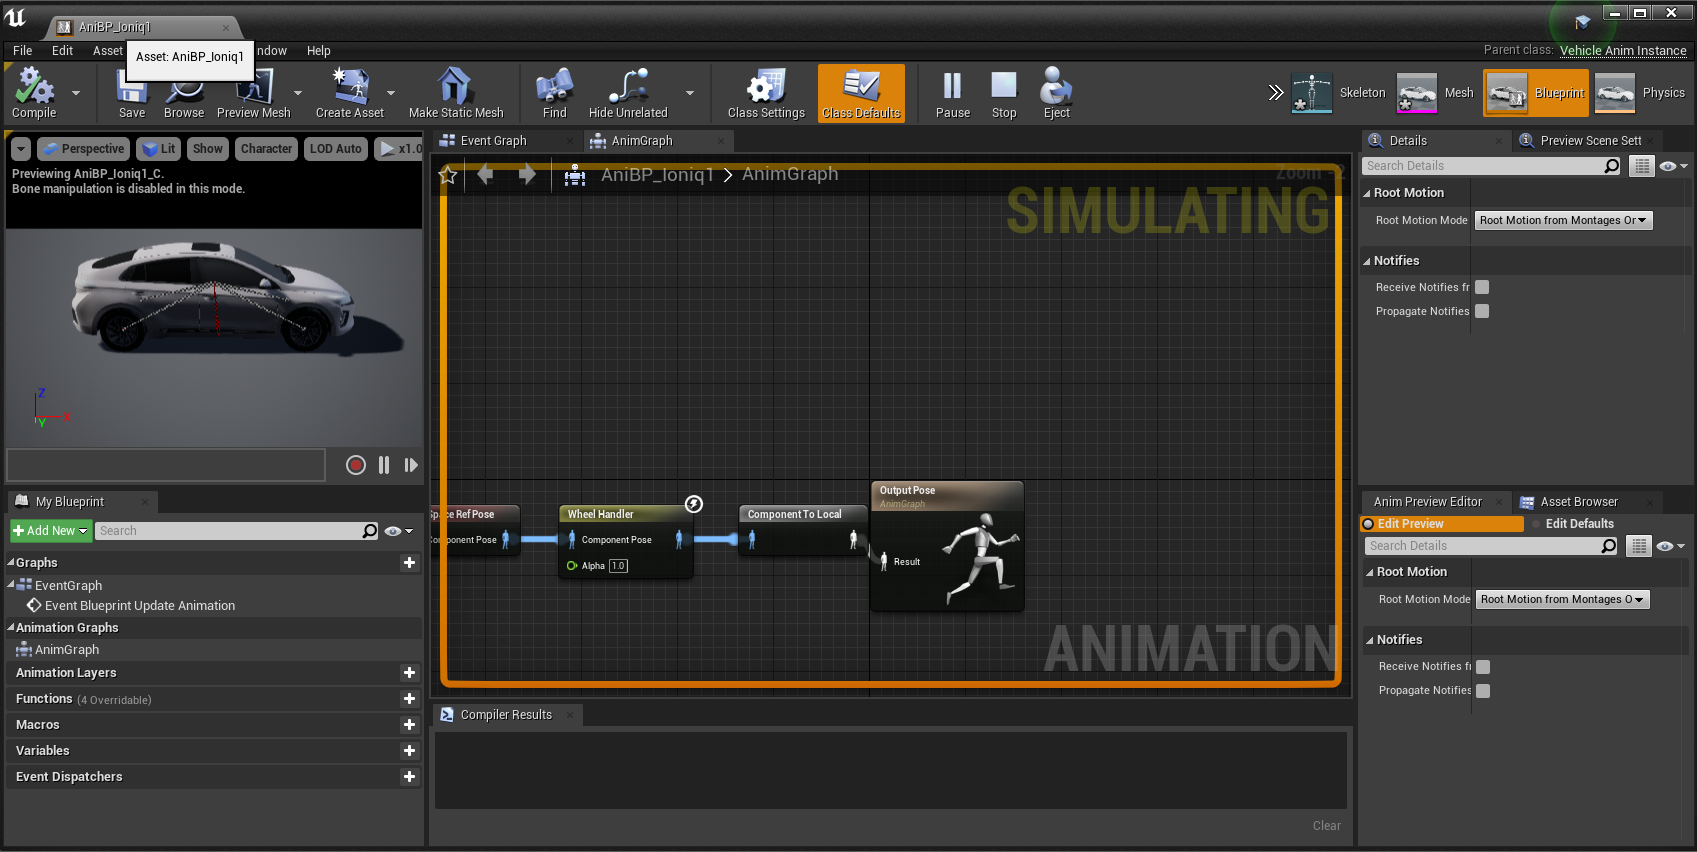 AniBP_Ioniq1
File Edit Asset ndow Help
Asset: AniBP_Ioniq1
Parent class: Vehicle Anim Instance
Compile Save Browse Preview Mesh Create Asset Make Static Mesh Find Hide Unrelated Class Settings Class Defaults Pause Stop Eject Skeleton Mesh Blueprint Physics
Perspective Lit Show Character LOD Auto x1.0
Previewing AniBP_Ioniq1_C.
Bone manipulation is disabled in this mode.
Z
X
Y
My Blueprint
Add New Search
Graphs
EventGraph
Event Blueprint Update Animation
Animation Graphs
AnimGraph
Animation Layers
Functions (4 Overridable)
Macros
Variables
Event Dispatchers
Event Graph AnimGraph
AniBP_Ioniq1 > AnimGraph
Zoom -2
SIMULATING
Space Ref Pose
Component Pose
Wheel Handler
Component Pose
Alpha 1.0
Component To Local
Output Pose
AnimGraph
Result
ANIMATION
Compiler Results
Clear
Details Preview Scene Sett
Search Details
Root Motion
Root Motion Mode Root Motion from Montages Or
Notifies
Receive Notifies fr
Propagate Notifies
Anim Preview Editor Asset Browser
Edit Preview Edit Defaults
Search Details
Root Motion
Root Motion Mode Root Motion from Montages O
Notifies
Receive Notifies fr
Propagate Notifies